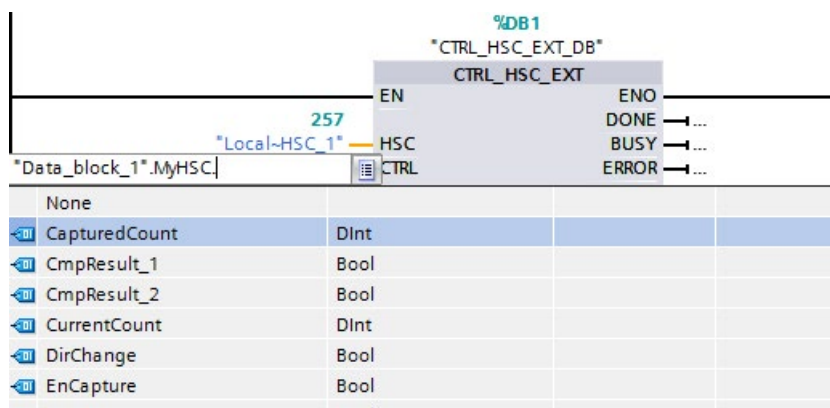 %DB1
"CTRL_HSC_EXT_DB"
CTRL_HSC_EXT
EN ENO
257 DONE ...
"Local~HSC_1" HSC BUSY ...
"Data_block_1".MyHSC. CTRL ERROR ...
None
CapturedCount DInt
CmpResult_1 Bool
CmpResult_2 Bool
CurrentCount DInt
DirChange Bool
EnCapture Bool